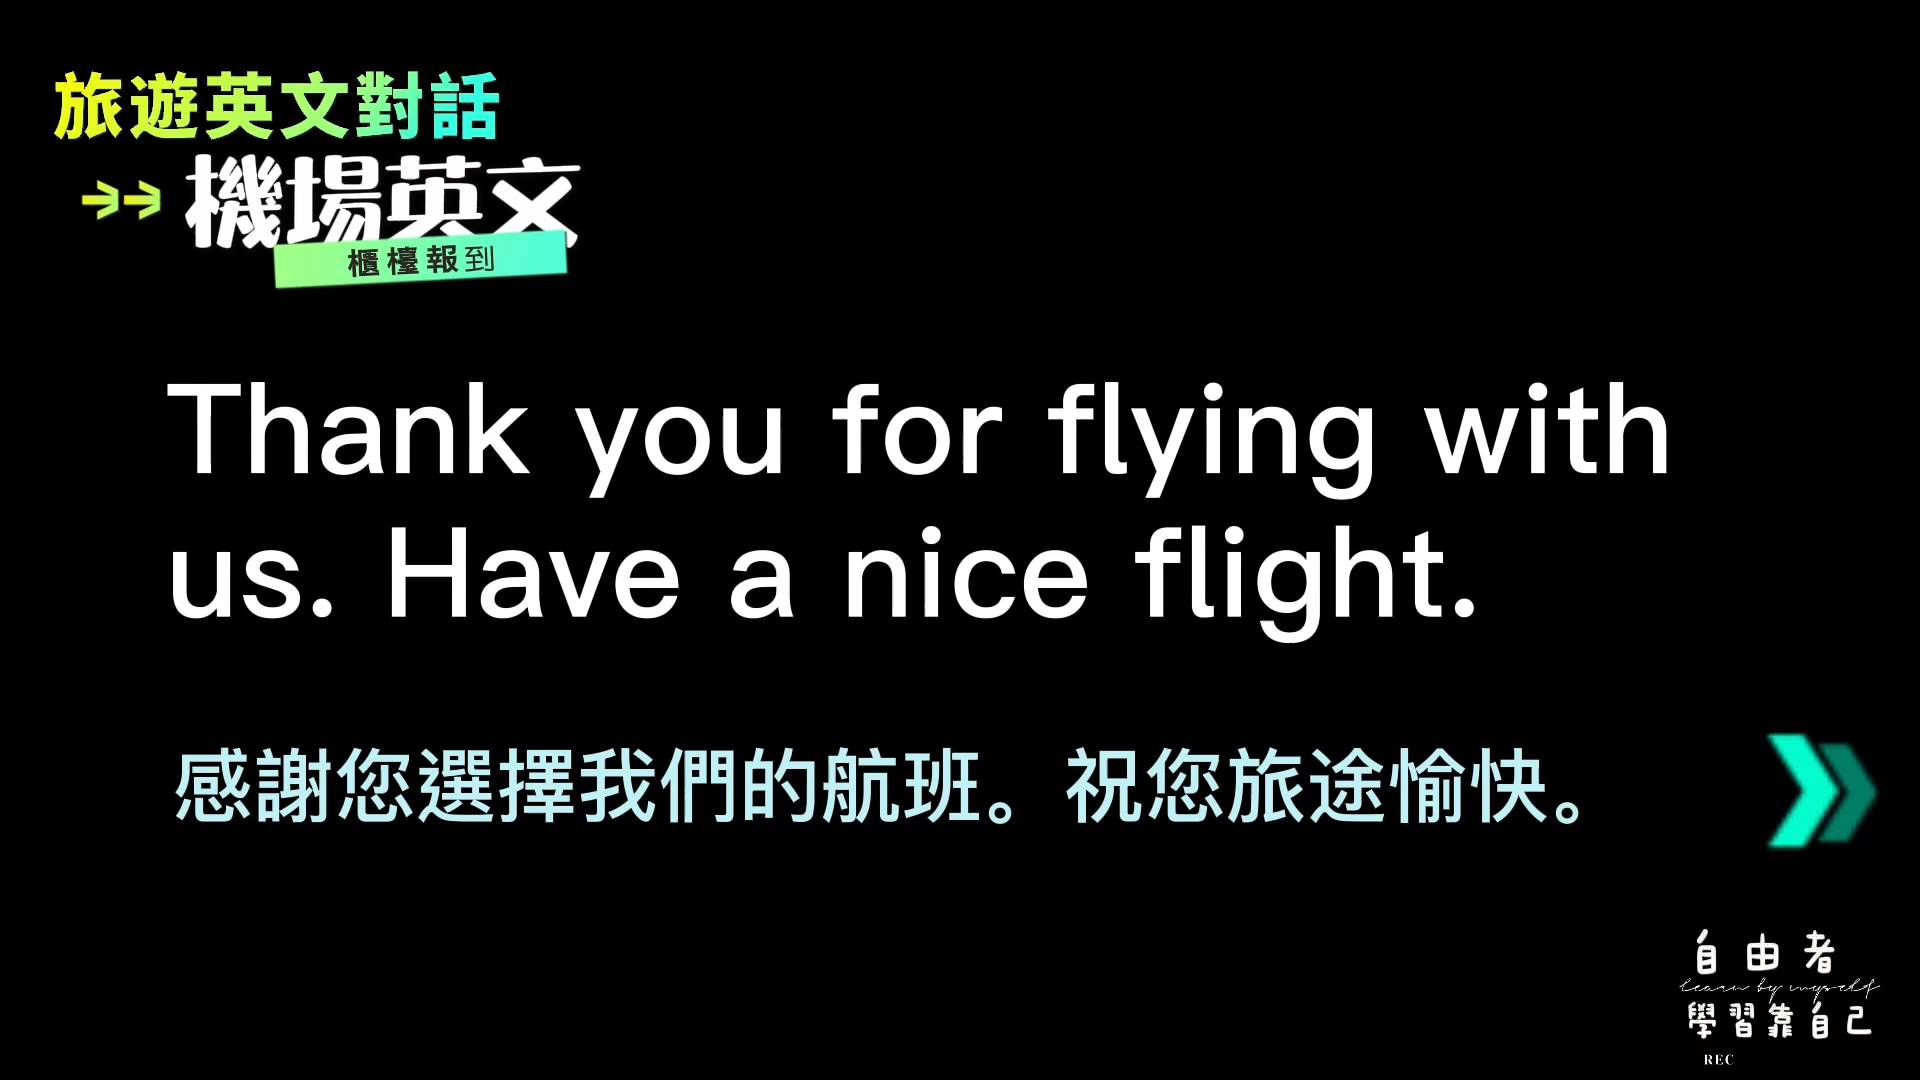 旅遊英文對話
機場英文
櫃檯報到
Thank you for flying with
us. Have a nice flight.
感謝您選擇我們的航班。祝您旅途愉快。
自由者
learn by myself
學習靠自己
REC